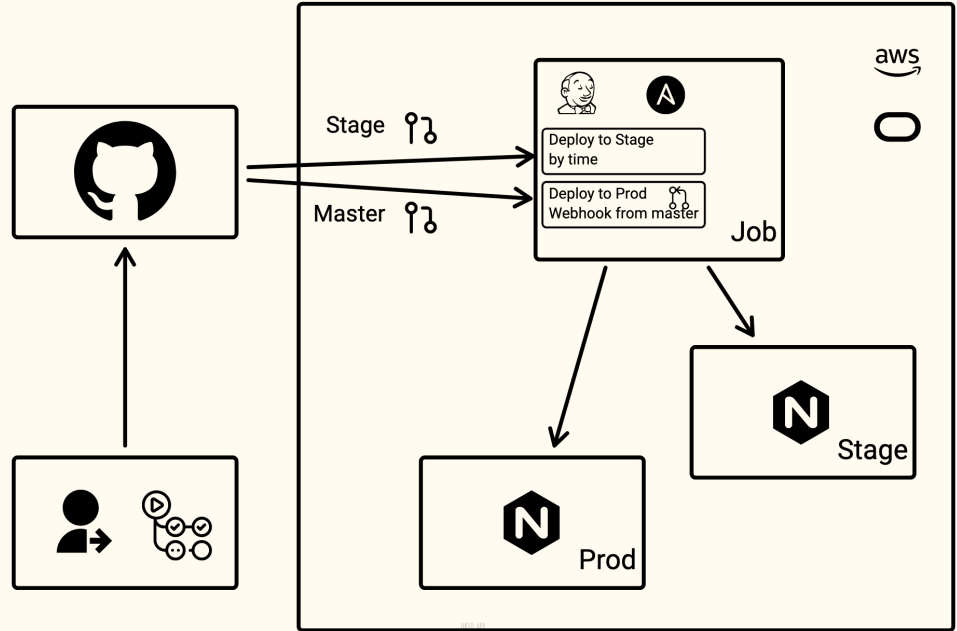 aws
Stage
Deploy to Stage
by time
Deploy to Prod
Webhook from master
Master
Job
Stage
Prod